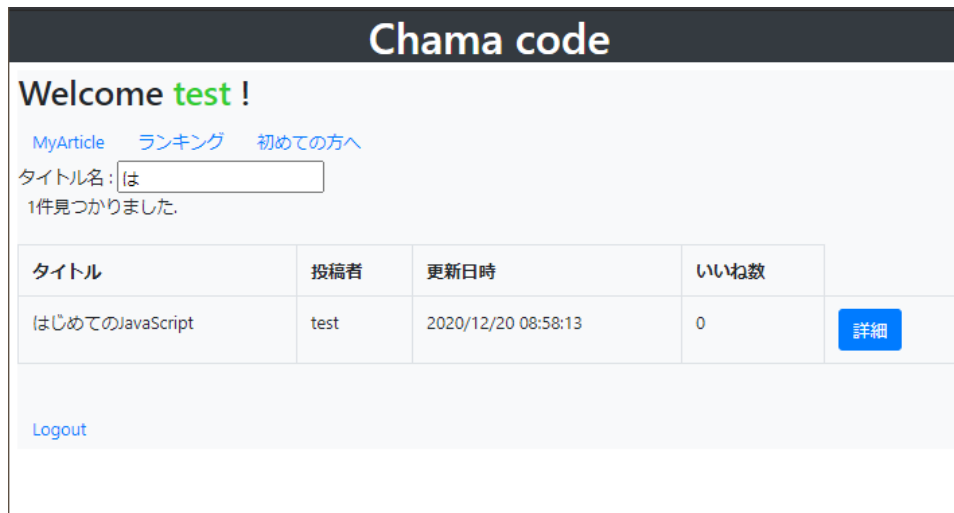 Chama code
Welcome test !
MyArticle ランキング 初めての方へ
タイトル名 : は
1件見つかりました.
タイトル 投稿者 更新日時 いいね数
はじめてのJavaScript test 2020/12/20 08:58:13 0 詳細
Logout